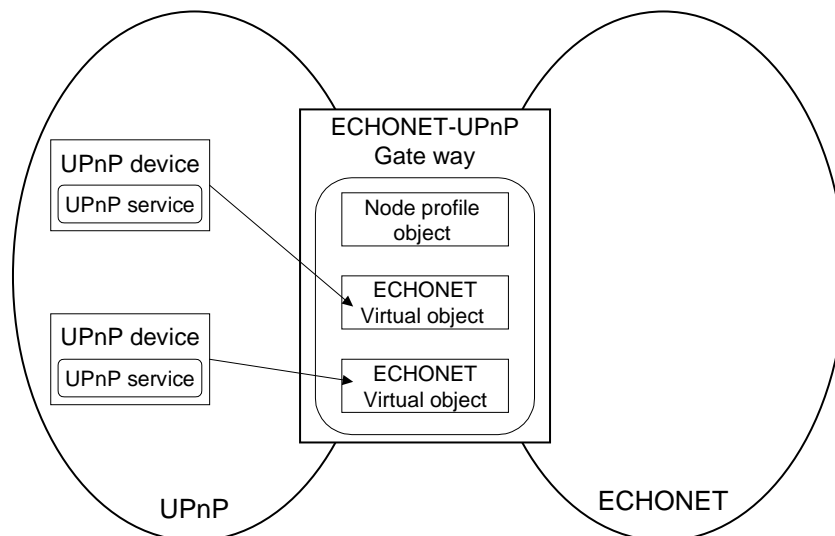 ECHONET-UPnP
Gate way
UPnP device
UPnP service
Node profile
object
ECHONET
Virtual object
UPnP device
UPnP service
ECHONET
Virtual object
UPnP
ECHONET